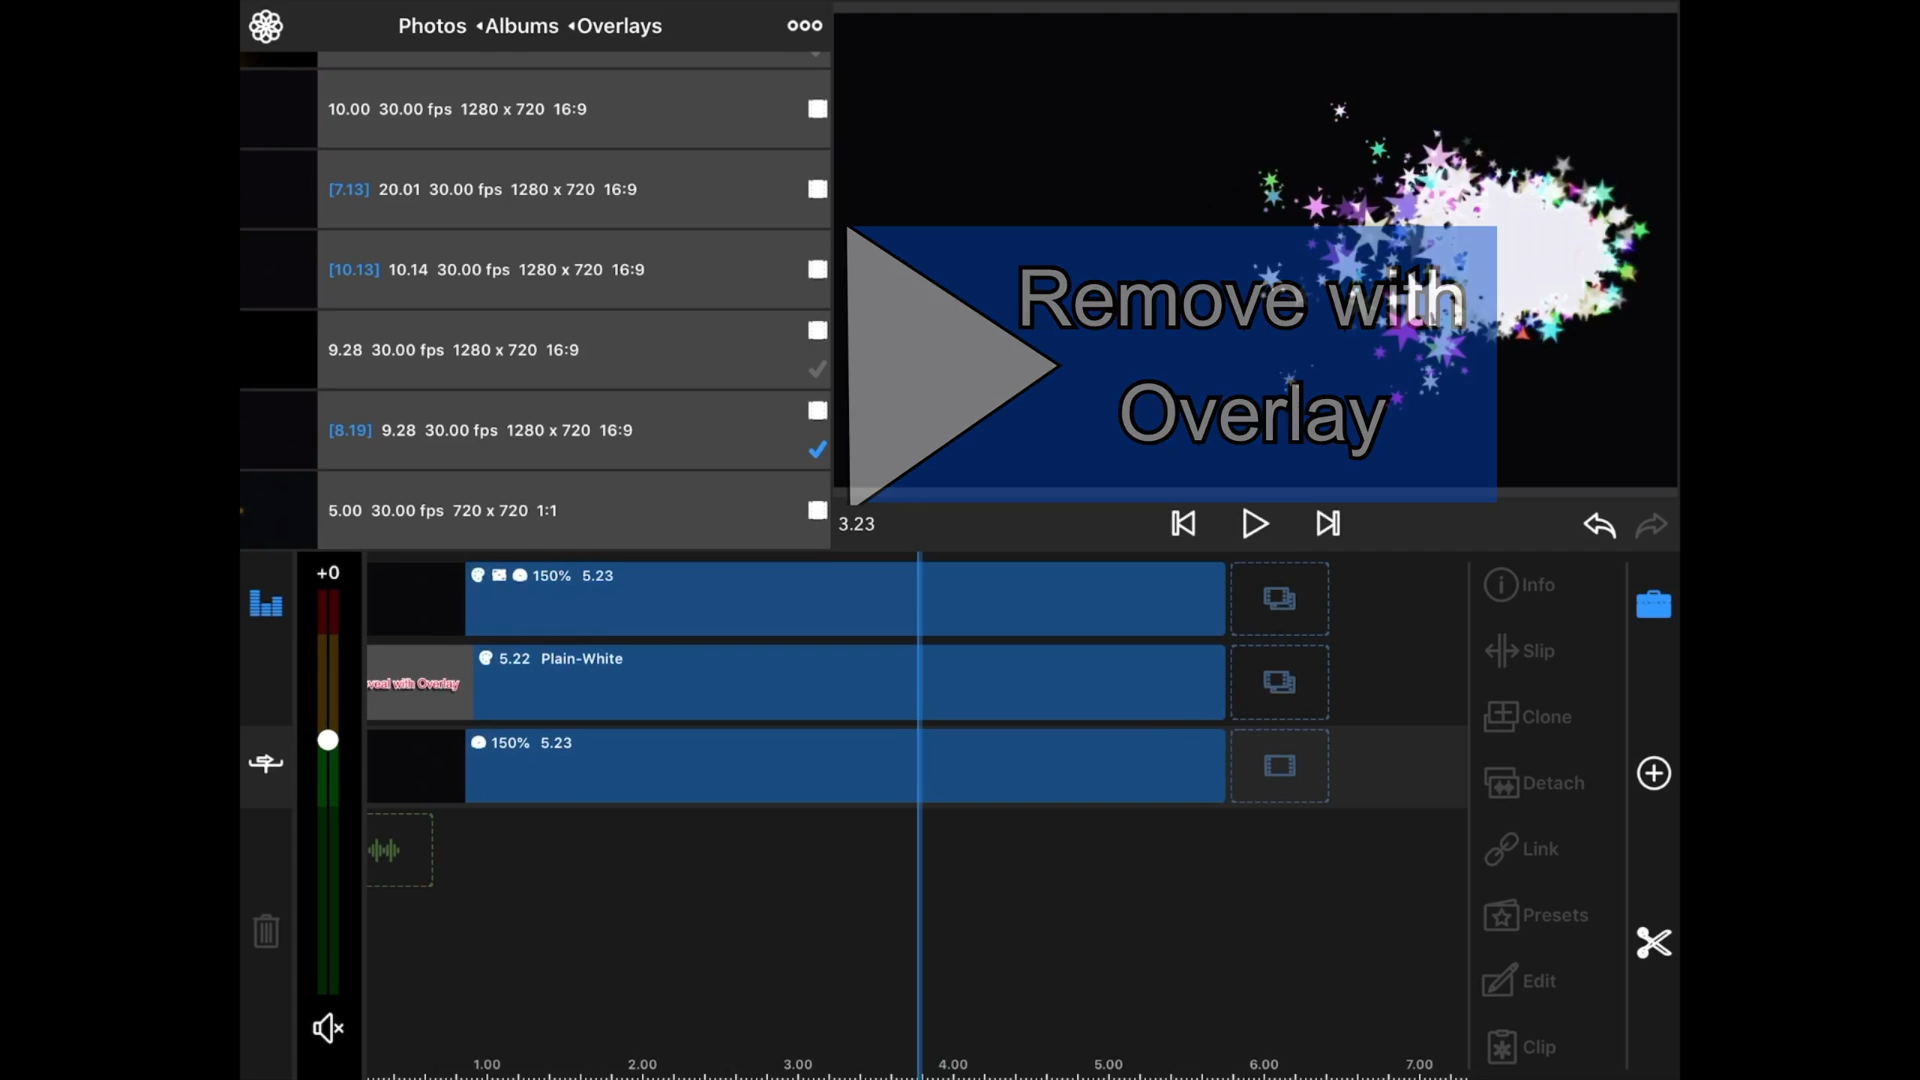 Photos ◂Albums ◂Overlays
10.00 30.00 fps 1280 x 720 16:9
[7.13] 20.01 30.00 fps 1280 x 720 16:9
[10.13] 10.14 30.00 fps 1280 x 720 16:9
9.28 30.00 fps 1280 x 720 16:9
[8.19] 9.28 30.00 fps 1280 x 720 16:9
5.00 30.00 fps 720 x 720 1:1
Remove with
Overlay
3.23
+0
150% 5.23
5.22 Plain-White
veal with Overlay
150% 5.23
Info
Slip
Clone
Detach
Link
Presets
Edit
Clip
1.00 2.00 3.00 4.00 5.00 6.00 7.00